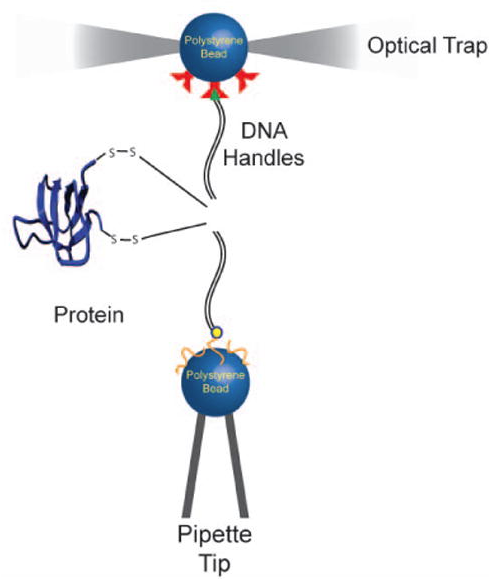 Polystyrene
Bead
Optical Trap
DNA
Handles
S–S
S–S
Protein
Polystyrene
Bead
Pipette
Tip